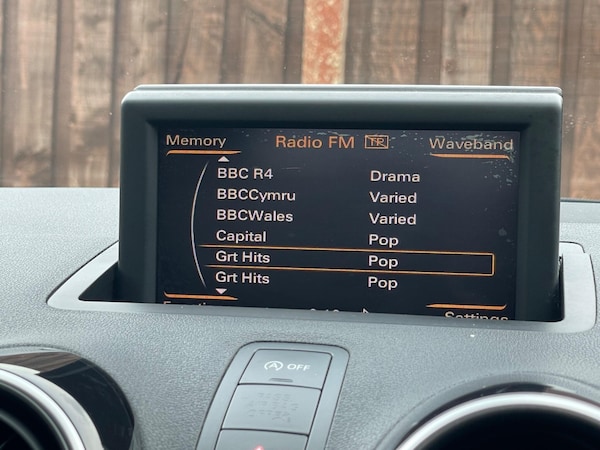 Memory Radio FM TP Waveband
BBC R4 Drama
BBCCymru Varied
BBCWales Varied
Capital Pop
Grt Hits Pop
Grt Hits Pop
Settings
OFF